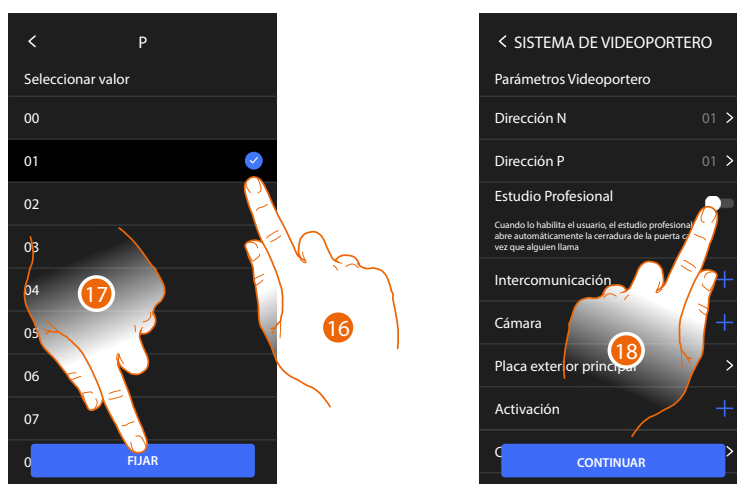 P
Seleccionar valor
00
01
02
03
04
05
06
07
0
FIJAR
17
16
SISTEMA DE VIDEOPORTERO
Parámetros Videoportero
Dirección N 01
Dirección P 01
Estudio Profesional
Cuando lo habilita el usuario, el estudio profesional
abre automáticamente la cerradura de la puerta
vez que alguien llama
Intercomunicación
Cámara
Placa exterior principal
Activación
C
CONTINUAR
18